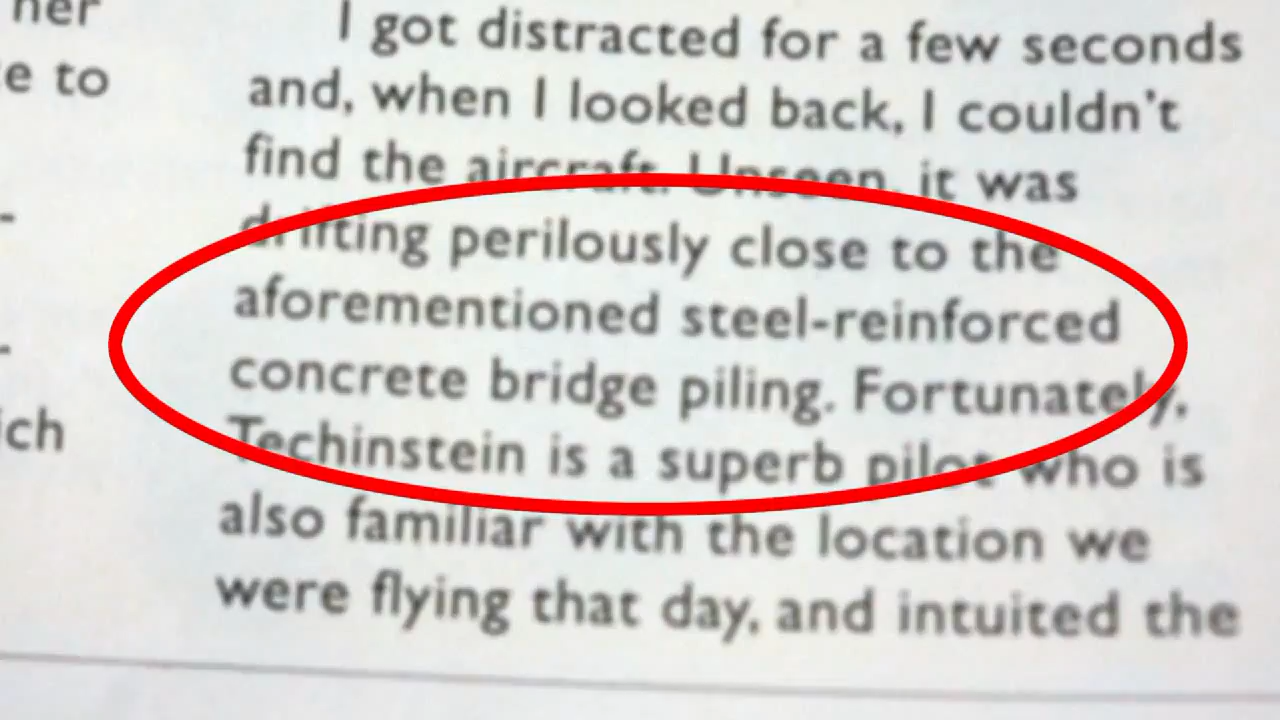 ner
e to
-
-
ich
I got distracted for a few seconds
and, when I looked back, I couldn't
find the aircraft. Unseen, it was
drifting perilously close to the
aforementioned steel-reinforced
concrete bridge piling. Fortunately,
Techinstein is a superb pilot who is
also familiar with the location we
were flying that day, and intuited the